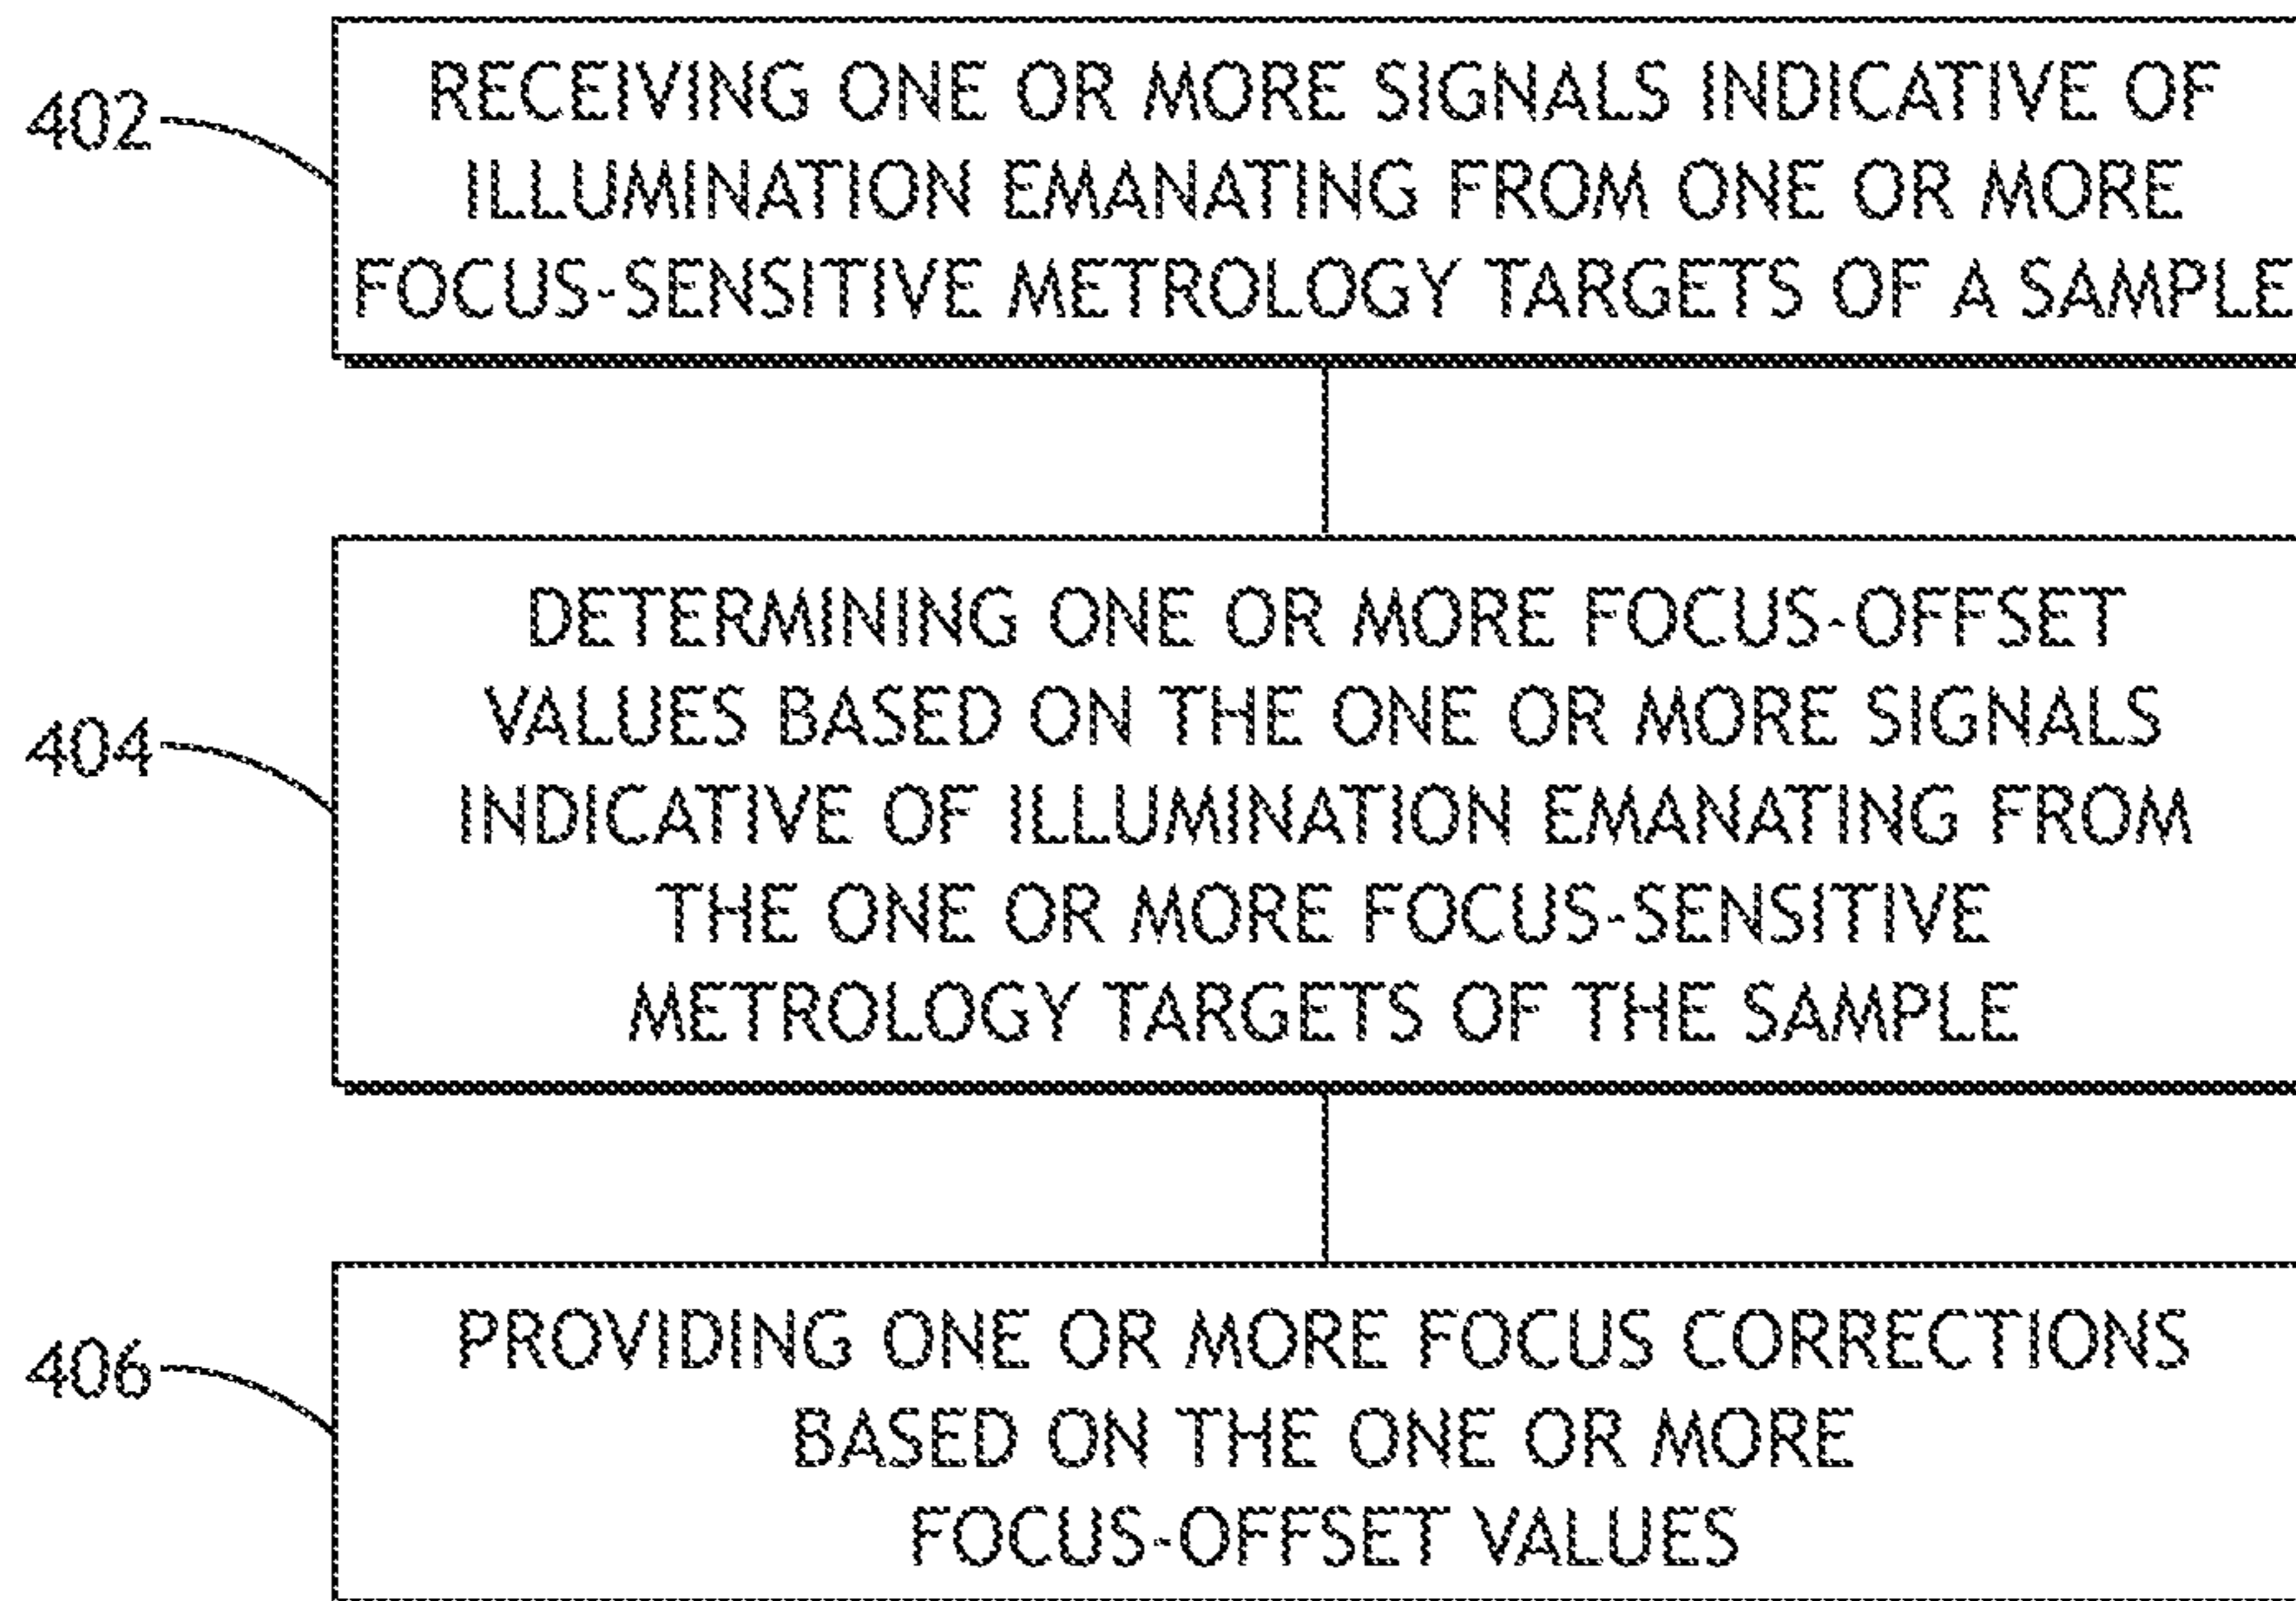 402
RECEIVING ONE OR MORE SIGNALS INDICATIVE OF
ILLUMINATION EMANATING FROM ONE OR MORE
FOCUS-SENSITIVE METROLOGY TARGETS OF A SAMPLE
404
DETERMINING ONE OR MORE FOCUS-OFFSET
VALUES BASED ON THE ONE OR MORE SIGNALS
INDICATIVE OF ILLUMINATION EMANATING FROM
THE ONE OR MORE FOCUS-SENSITIVE
METROLOGY TARGETS OF THE SAMPLE
406
PROVIDING ONE OR MORE FOCUS CORRECTIONS
BASED ON THE ONE OR MORE
FOCUS-OFFSET VALUES